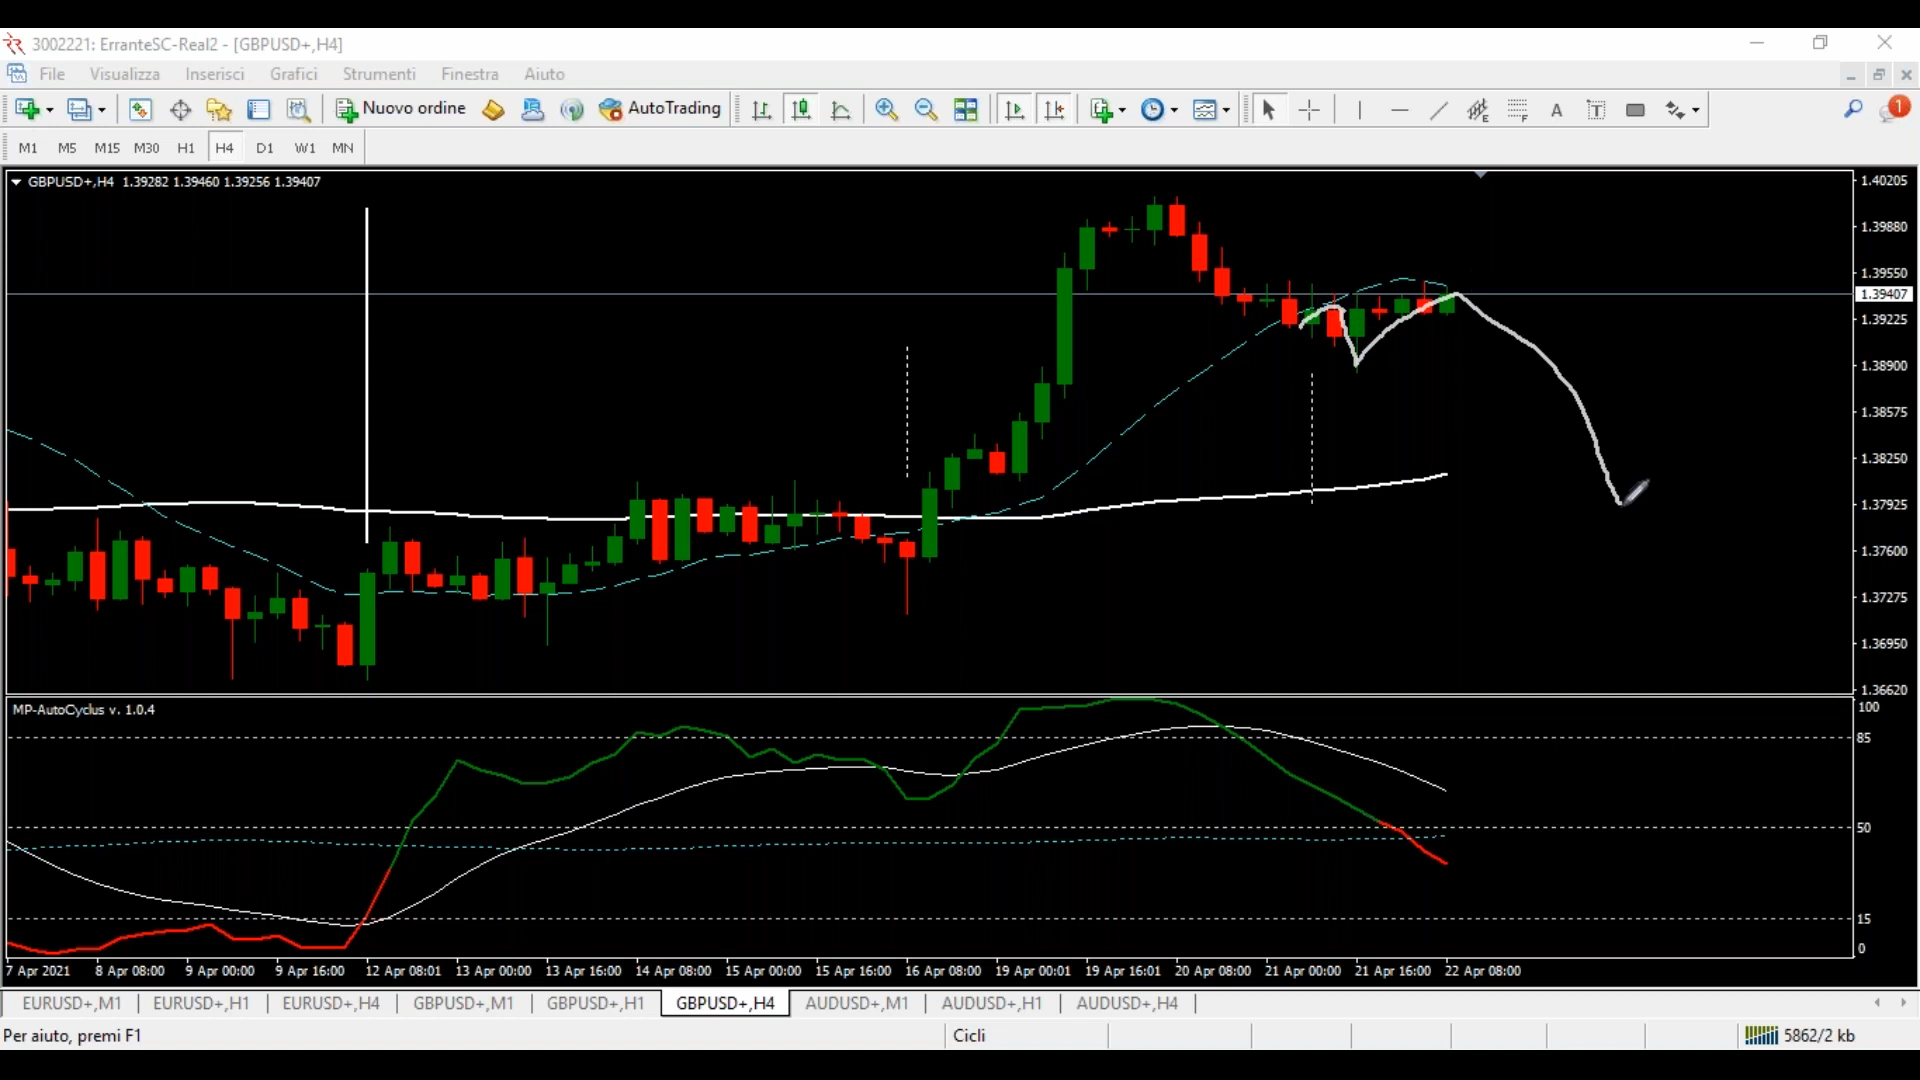 3002221: ErranteSC-Real2 - [GBPUSD+,H4]
File Visualizza Inserisci Grafici Strumenti Finestra Aiuto
Nuovo ordine AutoTrading E F A T 1
M1 M5 M15 M30 H1 H4 D1 W1 MN
GBPUSD+,H4 1.39282 1.39460 1.39256 1.39407
1.40205
1.39880
1.39550
1.39407
1.39225
1.38900
1.38575
1.38250
1.37925
1.37600
1.37275
1.36950
1.36620
MP-AutoCyclus v. 1.0.4
100
85
50
15
0
7 Apr 2021 8 Apr 08:00 9 Apr 00:00 9 Apr 16:00 12 Apr 08:01 13 Apr 00:00 13 Apr 16:00 14 Apr 08:00 15 Apr 00:00 15 Apr 16:00 16 Apr 08:00 19 Apr 00:01 19 Apr 16:01 20 Apr 08:00 21 Apr 00:00 21 Apr 16:00 22 Apr 08:00
EURUSD+,M1 EURUSD+,H1 EURUSD+,H4 GBPUSD+,M1 GBPUSD+,H1 GBPUSD+,H4 AUDUSD+,M1 AUDUSD+,H1 AUDUSD+,H4
Per aiuto, premi F1 Cicli 5862/2 kb